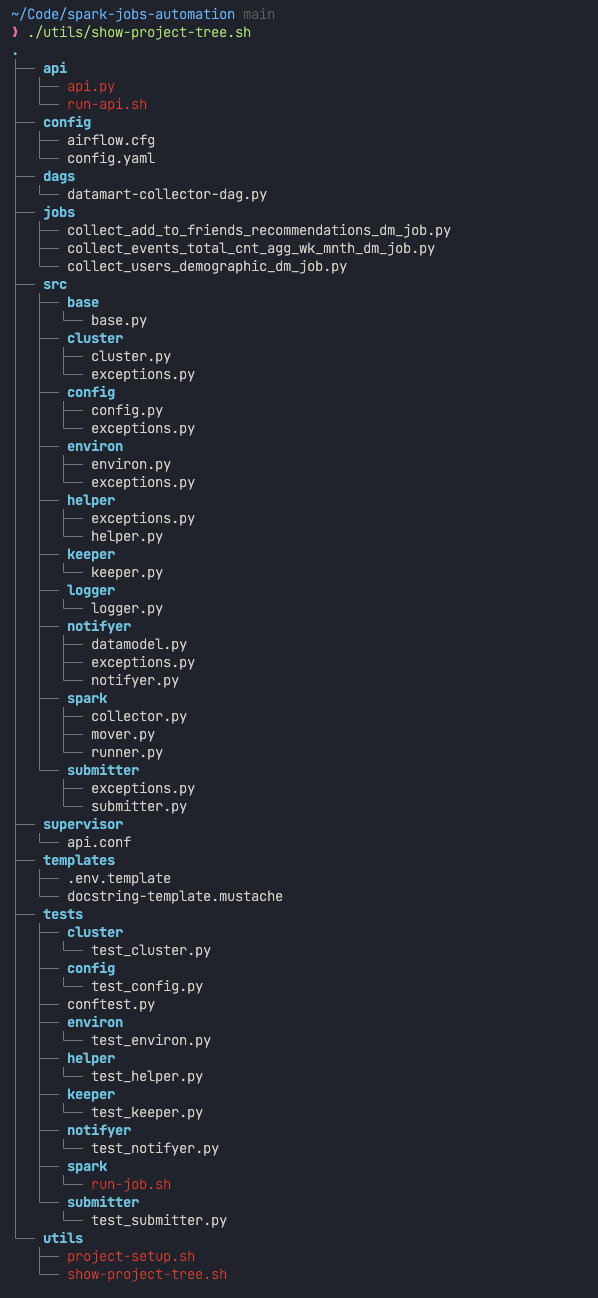 ~/Code/spark-jobs-automation main
❯ ./utils/show-project-tree.sh
.
├── api
│   ├── api.py
│   └── run-api.sh
├── config
│   ├── airflow.cfg
│   └── config.yaml
├── dags
│   └── datamart-collector-dag.py
├── jobs
│   ├── collect_add_to_friends_recommendations_dm_job.py
│   ├── collect_events_total_cnt_agg_wk_mnth_dm_job.py
│   └── collect_users_demographic_dm_job.py
├── src
│   ├── base
│   │   └── base.py
│   ├── cluster
│   │   ├── cluster.py
│   │   └── exceptions.py
│   ├── config
│   │   ├── config.py
│   │   └── exceptions.py
│   ├── environ
│   │   ├── environ.py
│   │   └── exceptions.py
│   ├── helper
│   │   ├── exceptions.py
│   │   └── helper.py
│   ├── keeper
│   │   └── keeper.py
│   ├── logger
│   │   └── logger.py
│   ├── notifyer
│   │   ├── datamodel.py
│   │   ├── exceptions.py
│   │   └── notifyer.py
│   ├── spark
│   │   ├── collector.py
│   │   ├── mover.py
│   │   └── runner.py
│   └── submitter
│       ├── exceptions.py
│       └── submitter.py
├── supervisor
│   └── api.conf
├── templates
│   ├── .env.template
│   └── docstring-template.mustache
├── tests
│   ├── cluster
│   │   └── test_cluster.py
│   ├── config
│   │   └── test_config.py
│   ├── conftest.py
│   ├── environ
│   │   └── test_environ.py
│   ├── helper
│   │   └── test_helper.py
│   ├── keeper
│   │   └── test_keeper.py
│   ├── notifyer
│   │   └── test_notifyer.py
│   ├── spark
│   │   └── run-job.sh
│   └── submitter
│       └── test_submitter.py
└── utils
    ├── project-setup.sh
    └── show-project-tree.sh